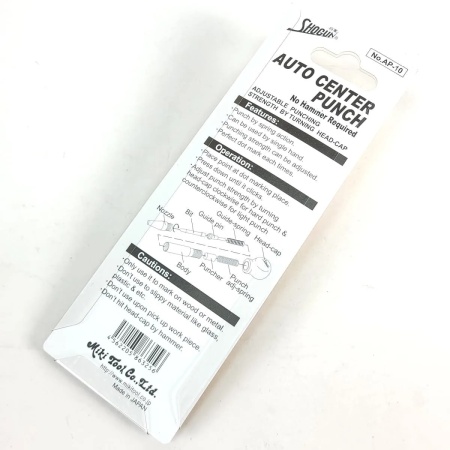 SHOGUN
No.AP-10
AUTO CENTER
PUNCH
No Hammer Required
ADJUSTABLE PUNCHING
STRENGTH BY TURNING HEAD-CAP
Features:
・Punch by spring action.
・Can be used by single hand.
・Punching strength can be adjusted.
・Perfect dot mark each times.
Operation:
・Place point at dot marking place.
・Press down until it clicks.
・Adjust punch strength by turning
head-cap clockwise for hard punch &
counterclockwise for light punch.
Nozzle
Bit
Guide pin
Guide-spring
Head-cap
Body
Puncher
Punch
adj-spring
Cautions:
・Only use it to mark on wood or metal.
・Don't use to slippy material like glass,
plastic & etc.
・Don't use upon pick up work piece.
・Don't hit head-cap by hammer.
Miki Tool Co., Ltd.
http://www.mikitool.co.jp
Made in JAPAN